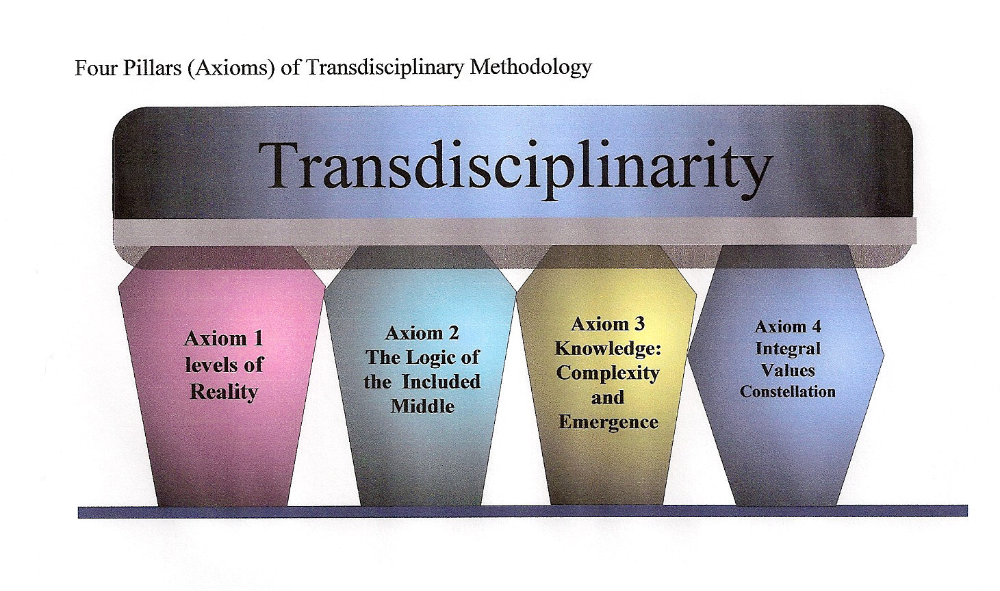 Four Pillars (Axioms) of Transdisciplinary Methodology
Transdisciplinarity
Axiom 1
levels of
Reality
Axiom 2
The Logic of
the Included
Middle
Axiom 3
Knowledge:
Complexity
and
Emergence
Axiom 4
Integral
Values
Constellation